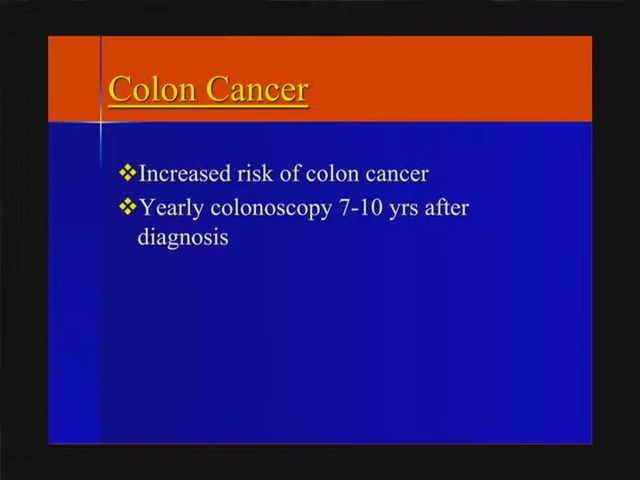 Colon Cancer
Increased risk of colon cancer
Yearly colonoscopy 7-10 yrs after
diagnosis